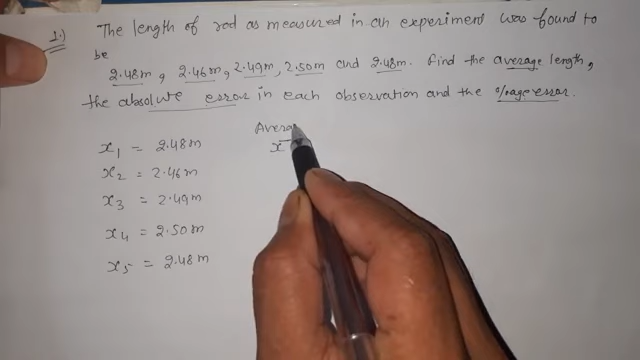 1.) The length of rod as measured in an experiment was found to
be 2.48m, 2.46m, 2.49m, 2.50m and 2.48m. find the average length,
the absolute error in each observation and the %age error.
Avera
x1 = 2.48m
x
x2 = 2.46m
x3 = 2.49m
x4 = 2.50m
x5 = 2.48m